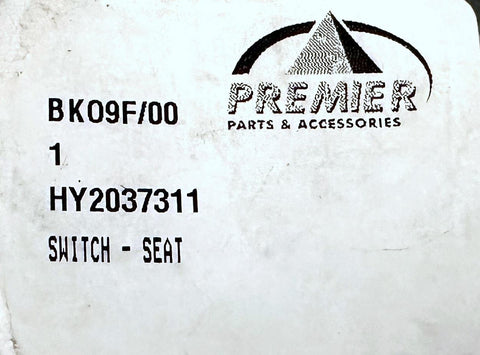 PREMIER
PARTS & ACCESSORIES
BK09F/00
1
HY2037311
SWITCH - SEAT